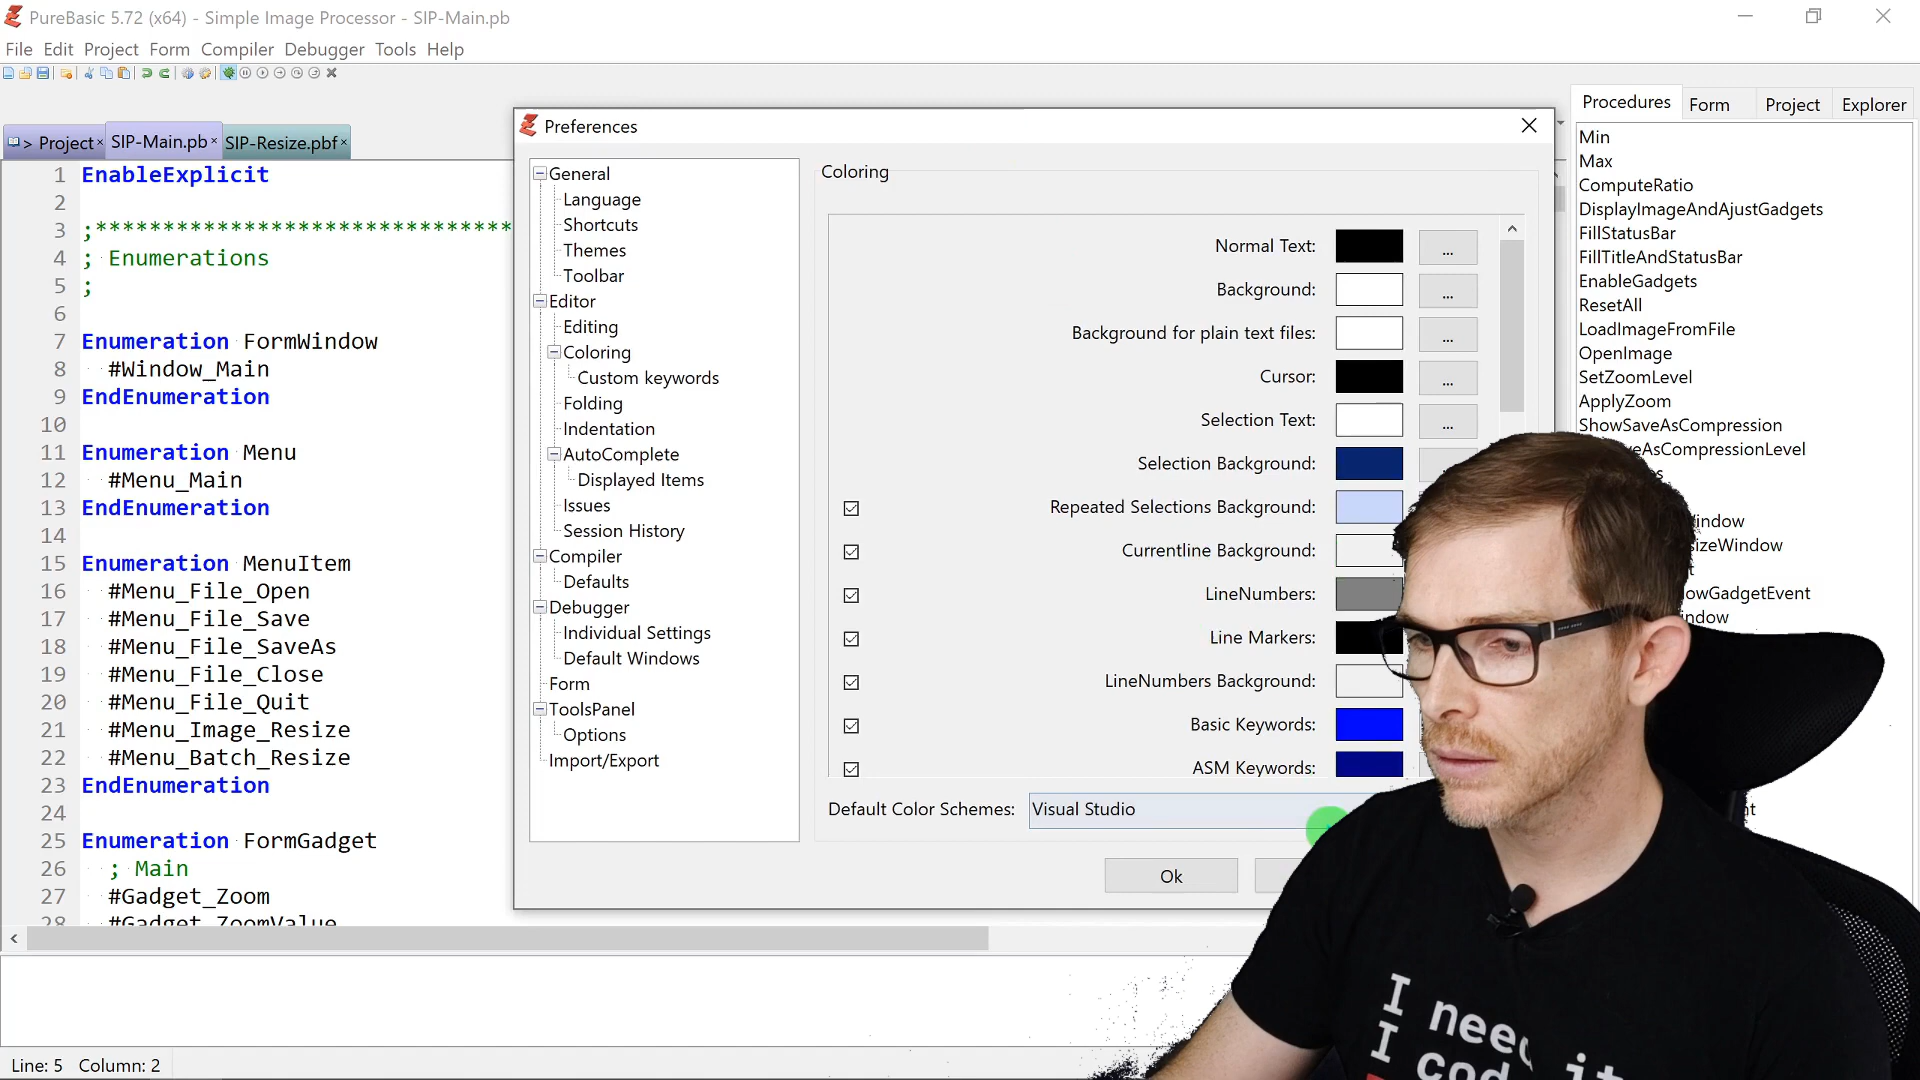 PureBasic 5.72 (x64) - Simple Image Processor - SIP-Main.pb
File Edit Project Form Compiler Debugger Tools Help
> Project SIP-Main.pb SIP-Resize.pbf
1 EnableExplicit
2
3 ;*******************************
4 ; Enumerations
5 ;
6
7 Enumeration FormWindow
8 #Window_Main
9 EndEnumeration
10
11 Enumeration Menu
12 #Menu_Main
13 EndEnumeration
14
15 Enumeration MenuItem
16 #Menu_File_Open
17 #Menu_File_Save
18 #Menu_File_SaveAs
19 #Menu_File_Close
20 #Menu_File_Quit
21 #Menu_Image_Resize
22 #Menu_Batch_Resize
23 EndEnumeration
24
25 Enumeration FormGadget
26 ; Main
27 #Gadget_Zoom
28 #Gadget_ZoomValue
Line: 5 Column: 2
Preferences
General
Language
Shortcuts
Themes
Toolbar
Editor
Editing
Coloring
Custom keywords
Folding
Indentation
AutoComplete
Displayed Items
Issues
Session History
Compiler
Defaults
Debugger
Individual Settings
Default Windows
Form
ToolsPanel
Options
Import/Export
Coloring
Normal Text: ...
Background: ...
Background for plain text files: ...
Cursor: ...
Selection Text: ...
Selection Background:
Repeated Selections Background:
Currentline Background:
LineNumbers:
Line Markers:
LineNumbers Background:
Basic Keywords:
ASM Keywords:
Default Color Schemes: Visual Studio
Ok
Procedures Form Project Explorer
Min
Max
ComputeRatio
DisplayImageAndAjustGadgets
FillStatusBar
FillTitleAndStatusBar
EnableGadgets
ResetAll
LoadImageFromFile
OpenImage
SetZoomLevel
ApplyZoom
ShowSaveAsCompression
eAsCompressionLevel
indow
sizeWindow
owGadgetEvent
indow
I need
I